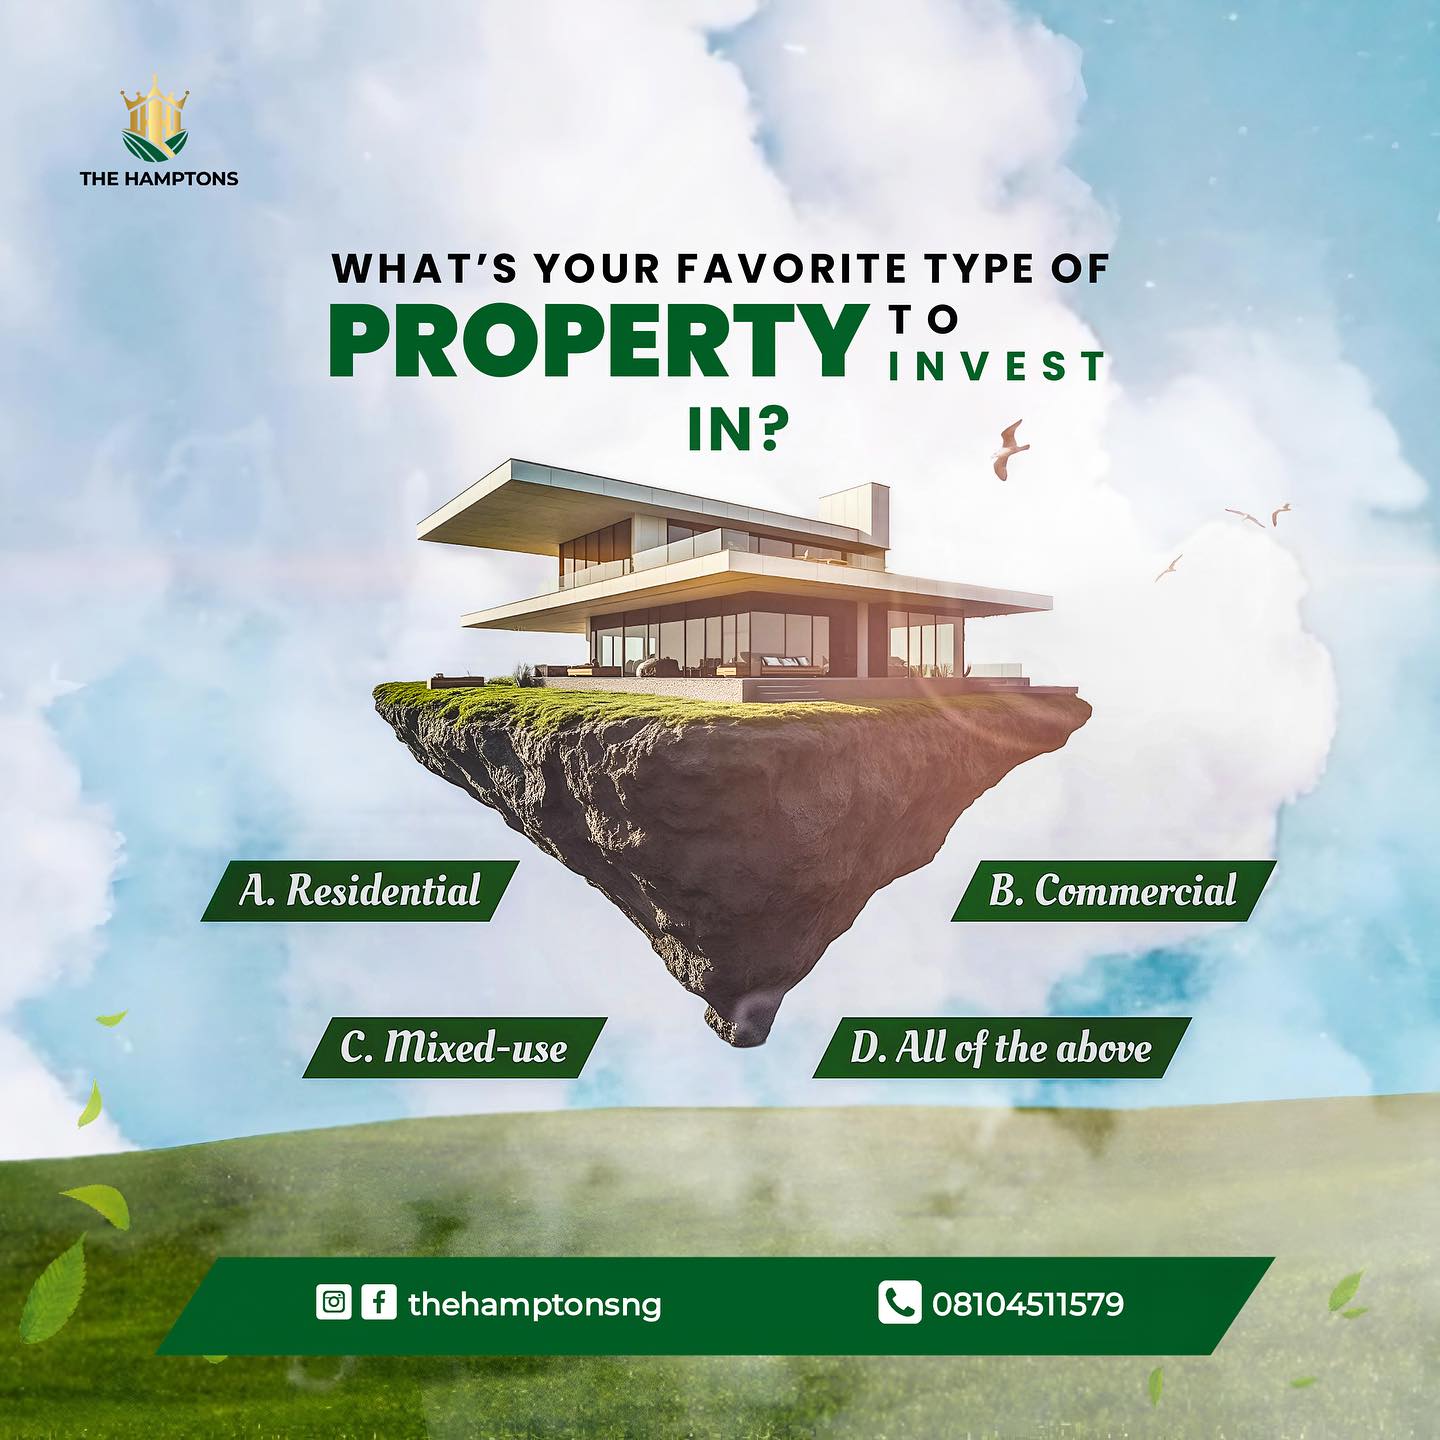 THE HAMPTONS
WHAT'S YOUR FAVORITE TYPE OF
PROPERTY TO
INVEST
IN?
A. Residential
B. Commercial
C. Mixed-use
D. All of the above
thehamptonsng
08104511579